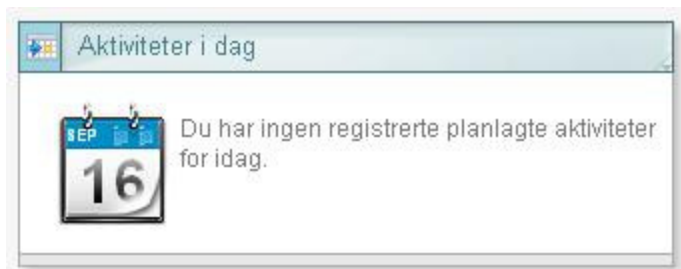 Aktiviteter i dag
SEP
16
Du har ingen registrerte planlagte aktiviteter
for idag.